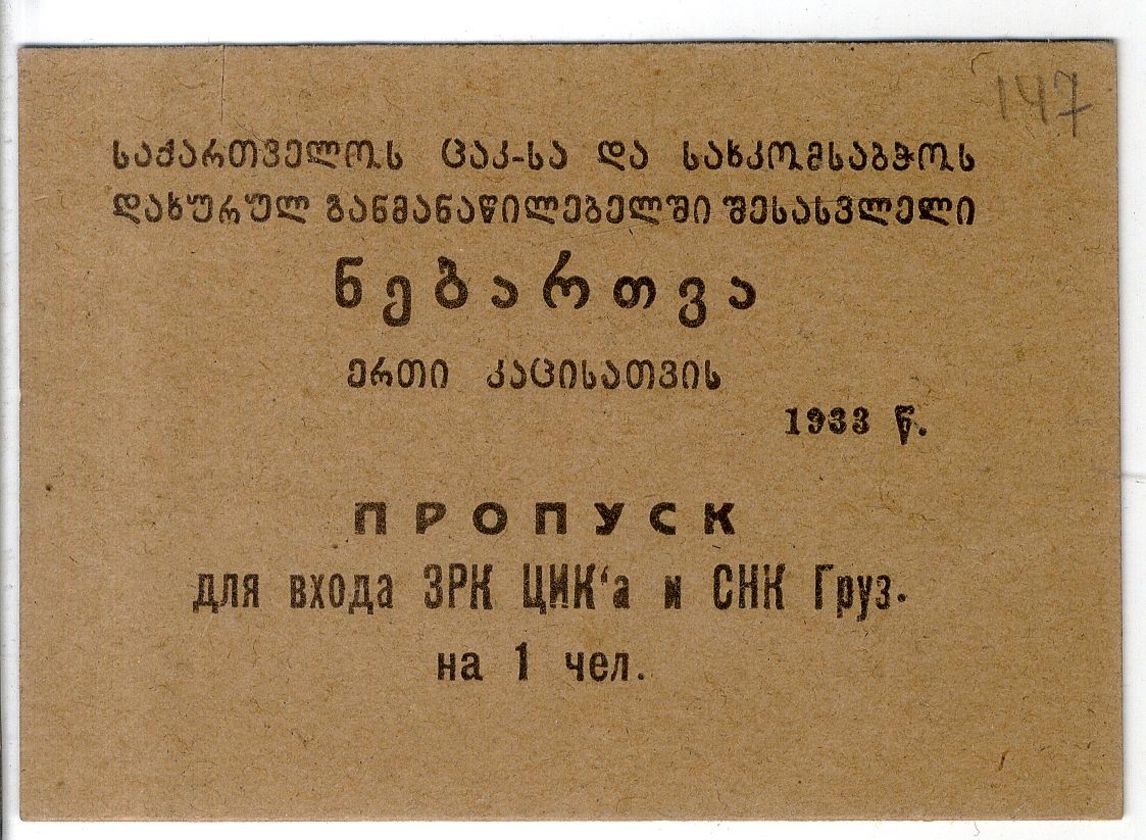 147
საქართველოს ცაკ-სა და სახკომსაბჭოს
დახურულ განმანაწილებელში შესასვლელი
ნებართვა
ერთი კაცისათვის
1933 წ.
ПРОПУСК
для входа ЗРК ЦИК‘а и СНК Груз.
на 1 чел.